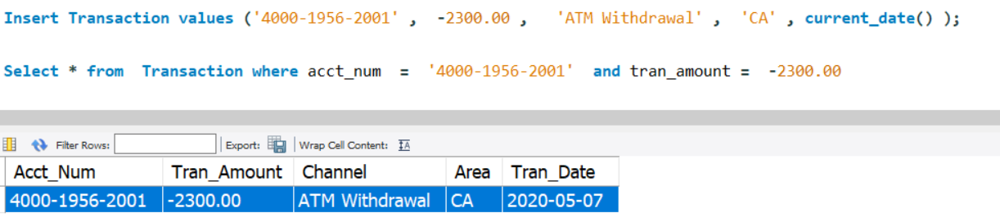 Insert Transaction values ('4000-1956-2001' , -2300.00 , 'ATM Withdrawal' , 'CA' , current_date() );
Select * from Transaction where acct_num = '4000-1956-2001' and tran_amount = -2300.00
Filter Rows: Export: Wrap Cell Content: IA
Acct_Num Tran_Amount Channel Area Tran_Date
4000-1956-2001 -2300.00 ATM Withdrawal CA 2020-05-07